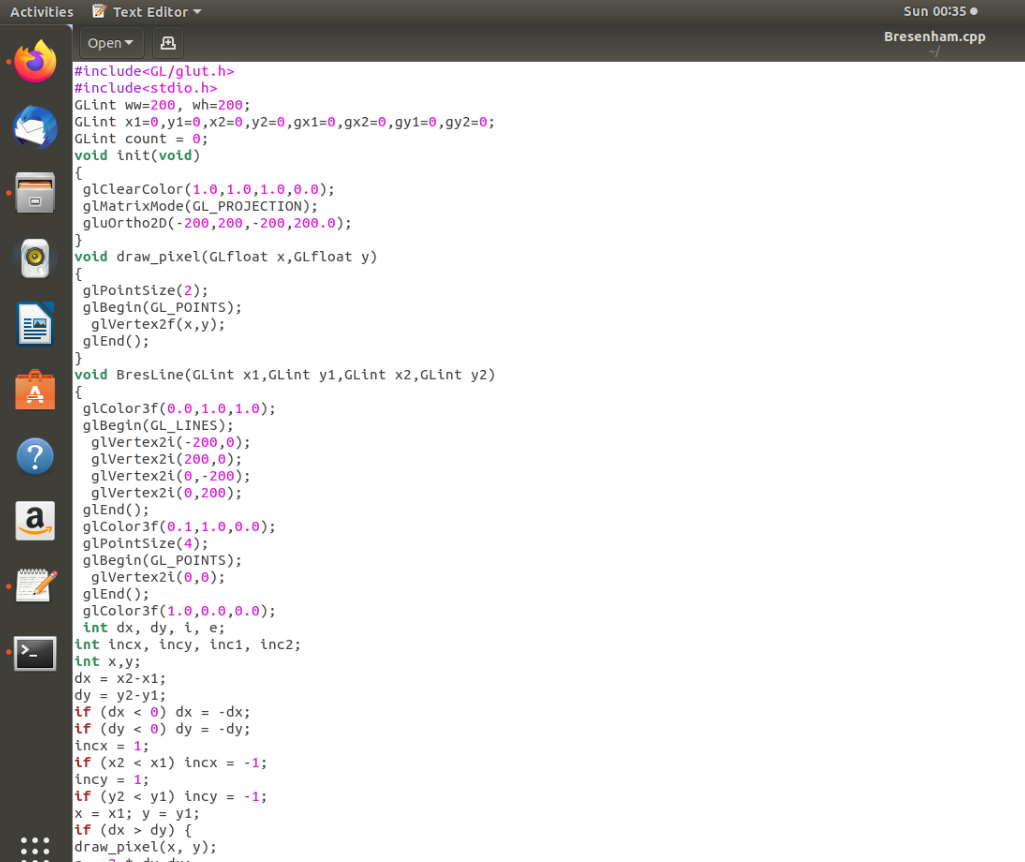 Activities Text Editor Sun 00:35
Open Bresenham.cpp
~/
#include<GL/glut.h>
#include<stdio.h>
GLint ww=200, wh=200;
GLint x1=0,y1=0,x2=0,y2=0,gx1=0,gx2=0,gy1=0,gy2=0;
GLint count = 0;
void init(void)
{
 glClearColor(1.0,1.0,1.0,0.0);
 glMatrixMode(GL_PROJECTION);
 gluOrtho2D(-200,200,-200,200.0);
}
void draw_pixel(GLfloat x,GLfloat y)
{
 glPointSize(2);
 glBegin(GL_POINTS);
  glVertex2f(x,y);
 glEnd();
}
void BresLine(GLint x1,GLint y1,GLint x2,GLint y2)
{
 glColor3f(0.0,1.0,1.0);
 glBegin(GL_LINES);
  glVertex2i(-200,0);
  glVertex2i(200,0);
  glVertex2i(0,-200);
  glVertex2i(0,200);
 glEnd();
 glColor3f(0.1,1.0,0.0);
 glPointSize(4);
 glBegin(GL_POINTS);
  glVertex2i(0,0);
 glEnd();
 glColor3f(1.0,0.0,0.0);
 int dx, dy, i, e;
int incx, incy, inc1, inc2;
int x,y;
dx = x2-x1;
dy = y2-y1;
if (dx < 0) dx = -dx;
if (dy < 0) dy = -dy;
incx = 1;
if (x2 < x1) incx = -1;
incy = 1;
if (y2 < y1) incy = -1;
x = x1; y = y1;
if (dx > dy) {
draw_pixel(x, y);